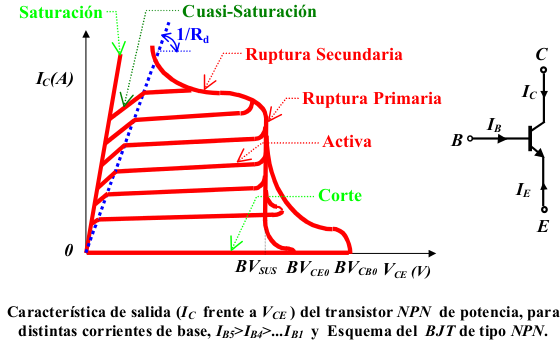 Saturación
Cuasi-Saturación
1/Rd
Ruptura Secundaria
IC(A)
Ruptura Primaria
Activa
Corte
0
BVSUS BVCE0 BVCB0 VCE (V)
C
IC
IB
B
IE
E
Característica de salida (IC frente a VCE) del transistor NPN de potencia, para
distintas corrientes de base, IB5>IB4>...IB1 y Esquema del BJT de tipo NPN.